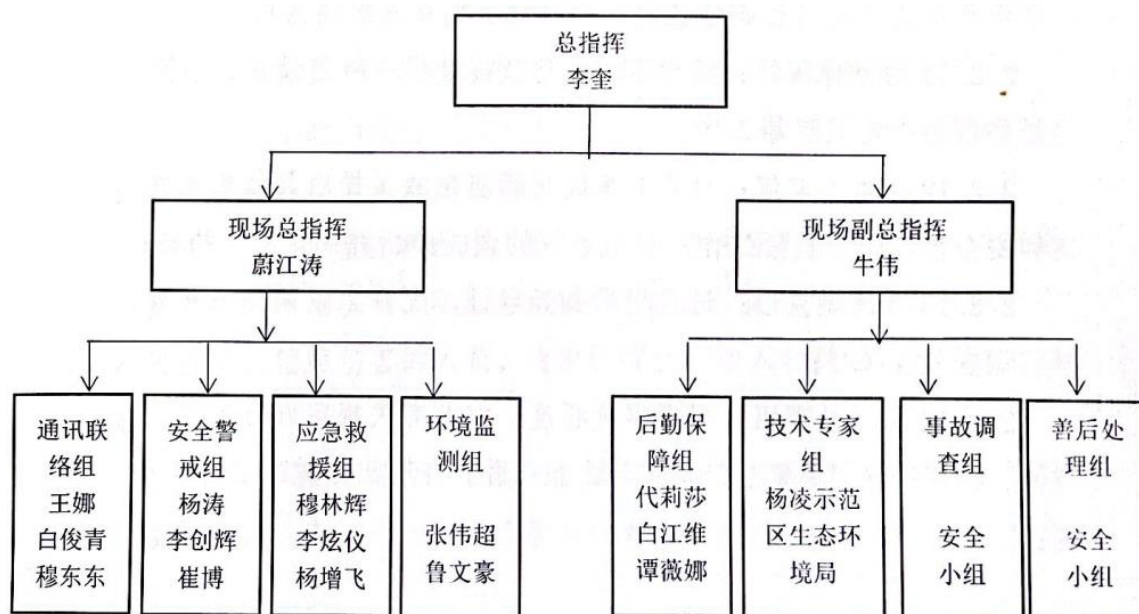 总指挥
李奎
现场总指挥
蔚江涛
现场副总指挥
牛伟
通讯联
络组
王娜
白俊青
穆东东
安全警
戒组
杨涛
李创辉
崔博
应急救
援组
穆林辉
李炫仪
杨增飞
环境监
测组
张伟超
鲁文豪
后勤保
障组
代莉莎
白江维
谭薇娜
技术专家
组
杨凌示范
区生态环
境局
事故调
查组
安全
小组
善后处
理组
安全
小组